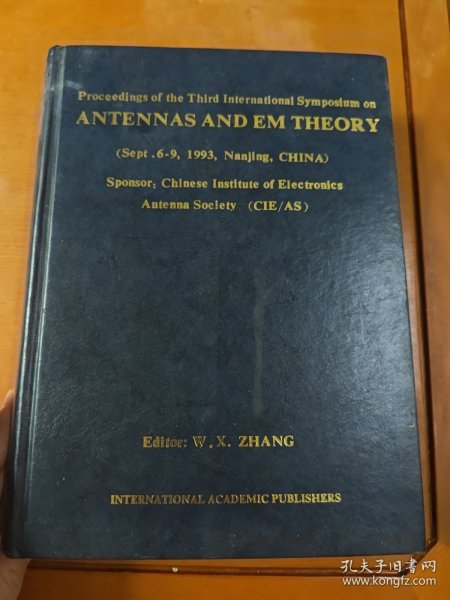 Proceedings of the Third International Symposium on
ANTENNAS AND EM THEORY
(Sept .6-9, 1993, Nanjing, CHINA)
Sponsor: Chinese Institute of Electronics
Antenna Society (CIE/AS)
Editor: W. X. ZHANG
INTERNATIONAL ACADEMIC PUBLISHERS
孔夫子旧书网
www.kongfz.com